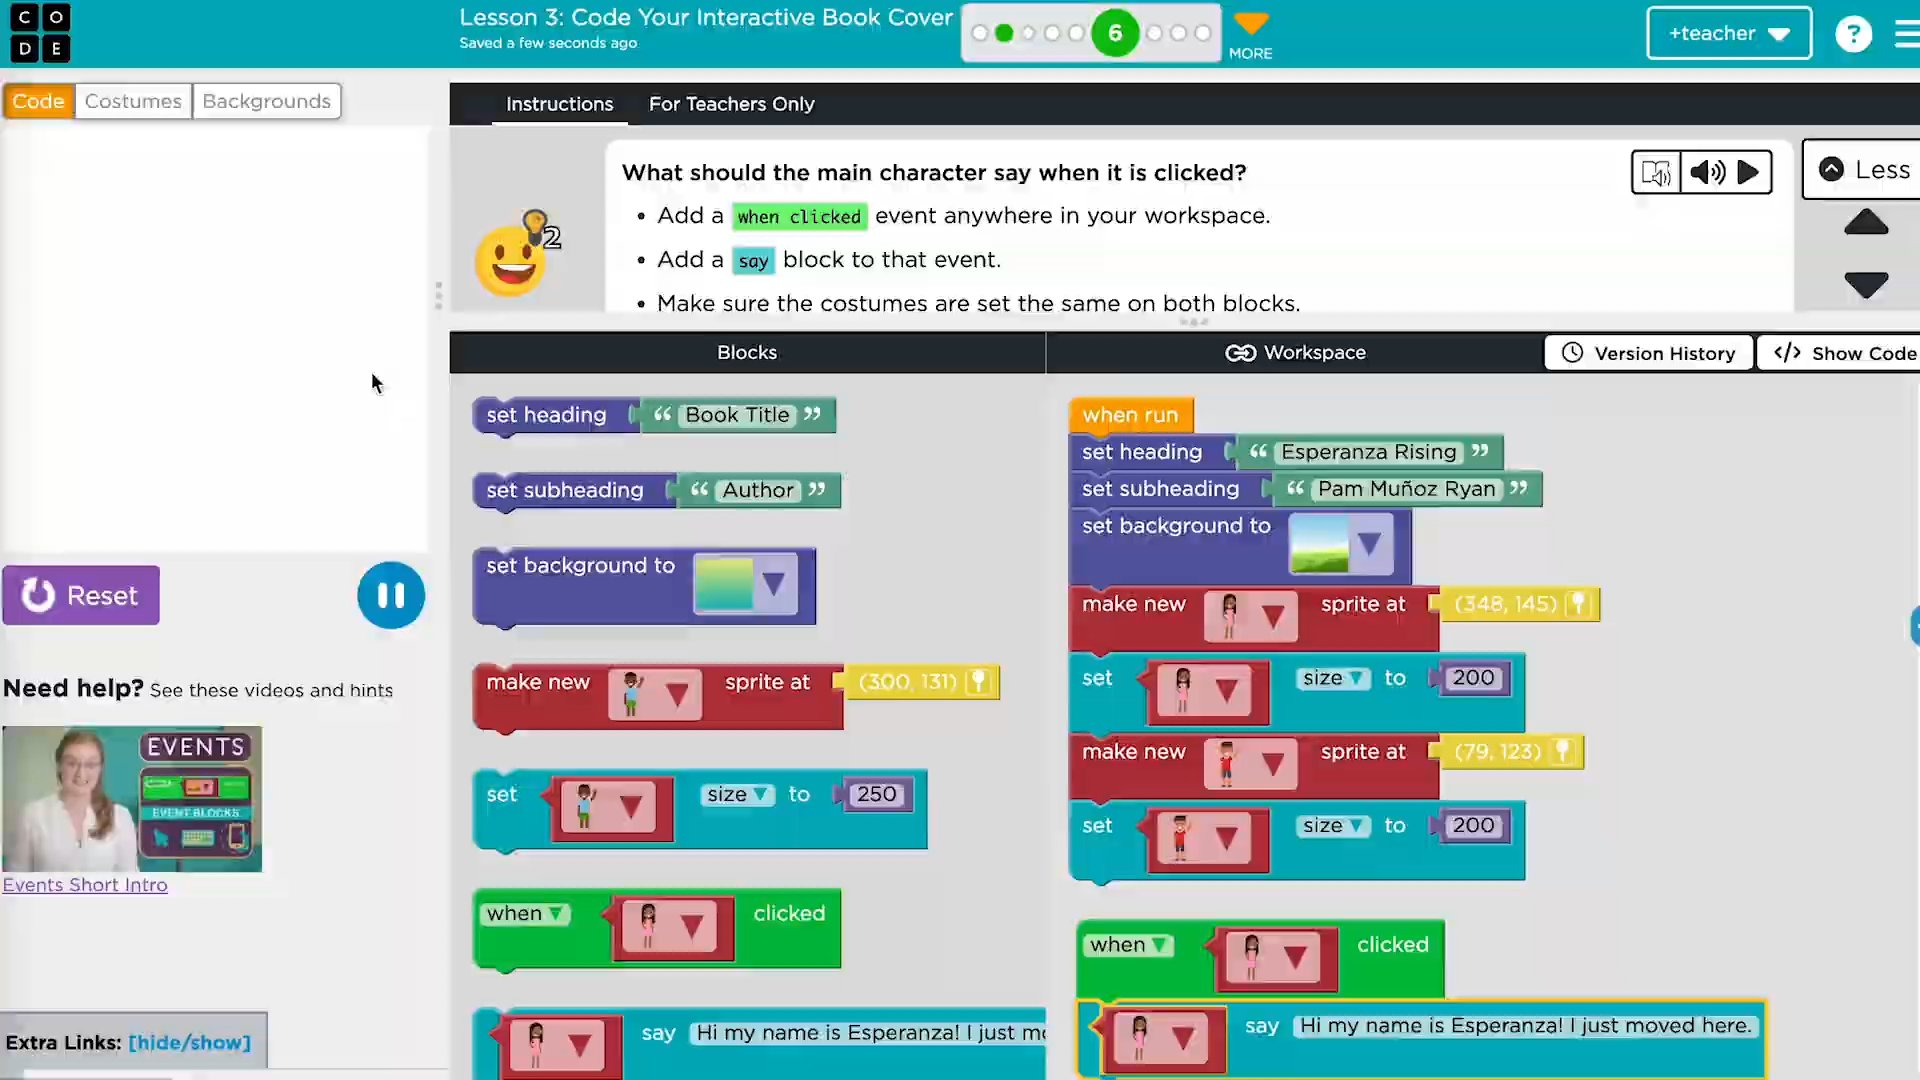 C O
D E
Lesson 3: Code Your Interactive Book Cover
Saved a few seconds ago
6
MORE
+teacher
?
Code
Costumes
Backgrounds
Instructions
For Teachers Only
What should the main character say when it is clicked?
• Add a when clicked event anywhere in your workspace.
• Add a say block to that event.
• Make sure the costumes are set the same on both blocks.
2
Less
Blocks
Workspace
Version History
</> Show Code
set heading “ Book Title ”
set subheading “ Author ”
set background to
make new sprite at (300, 131)
set size to 250
when clicked
say Hi my name is Esperanza! I just m
when run
set heading “ Esperanza Rising ”
set subheading “ Pam Muñoz Ryan ”
set background to
make new sprite at (348, 145)
set size to 200
make new sprite at (79, 123)
set size to 200
when clicked
say Hi my name is Esperanza! I just moved here.
Reset
Need help? See these videos and hints
EVENTS
EVENT BLOCKS
Events Short Intro
Extra Links: [hide/show]